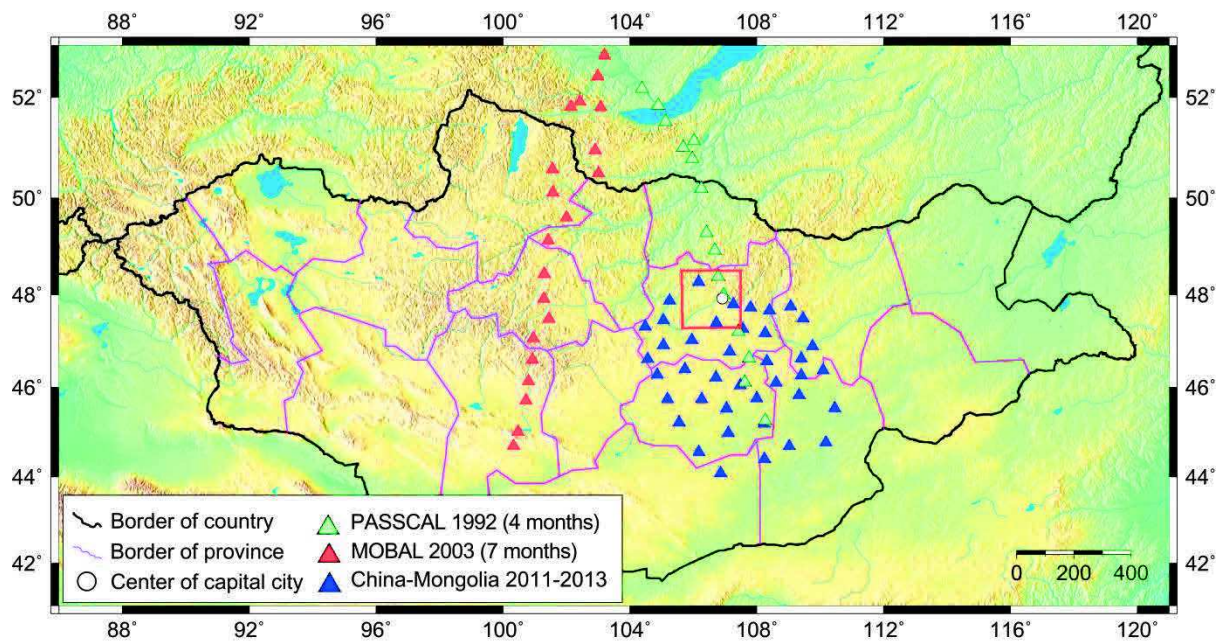 88° 92° 96° 100° 104° 108° 112° 116° 120°
52° 52°
50° 50°
48° 48°
46° 46°
44° 44°
42° 42°
Border of country
Border of province
Center of capital city
PASSCAL 1992 (4 months)
MOBAL 2003 (7 months)
China-Mongolia 2011-2013
0 200 400
88° 92° 96° 100° 104° 108° 112° 116° 120°